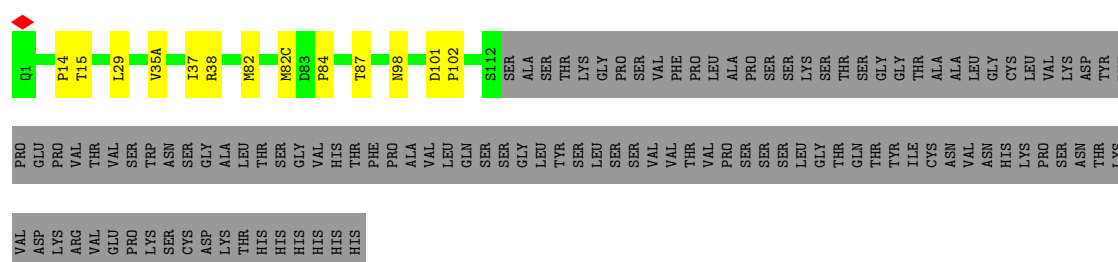 Q1 P14 T15 L29 V35A I37 R38 M82 M82C D83 P84 T87 N98 D101 P102 S112 SER ALA SER THR LYS GLY PRO SER VAL PHE PRO LEU ALA PRO SER SER LYS SER THR SER GLY GLY THR ALA ALA LEU GLY CYS LEU VAL LYS ASP TYR
PRO GLU PRO VAL THR VAL SER TRP ASN SER GLY ALA LEU THR SER GLY VAL HIS THR PHE PRO ALA VAL LEU GLN SER SER GLY LEU TYR SER LEU SER SER VAL VAL THR VAL PRO SER SER SER LEU GLY THR GLN THR TYR ILE CYS ASN VAL ASN HIS LYS PRO SER ASN THR LYS
VAL ASP LYS ARG VAL GLU PRO LYS SER CYS ASP LYS THR HIS HIS HIS HIS HIS HIS